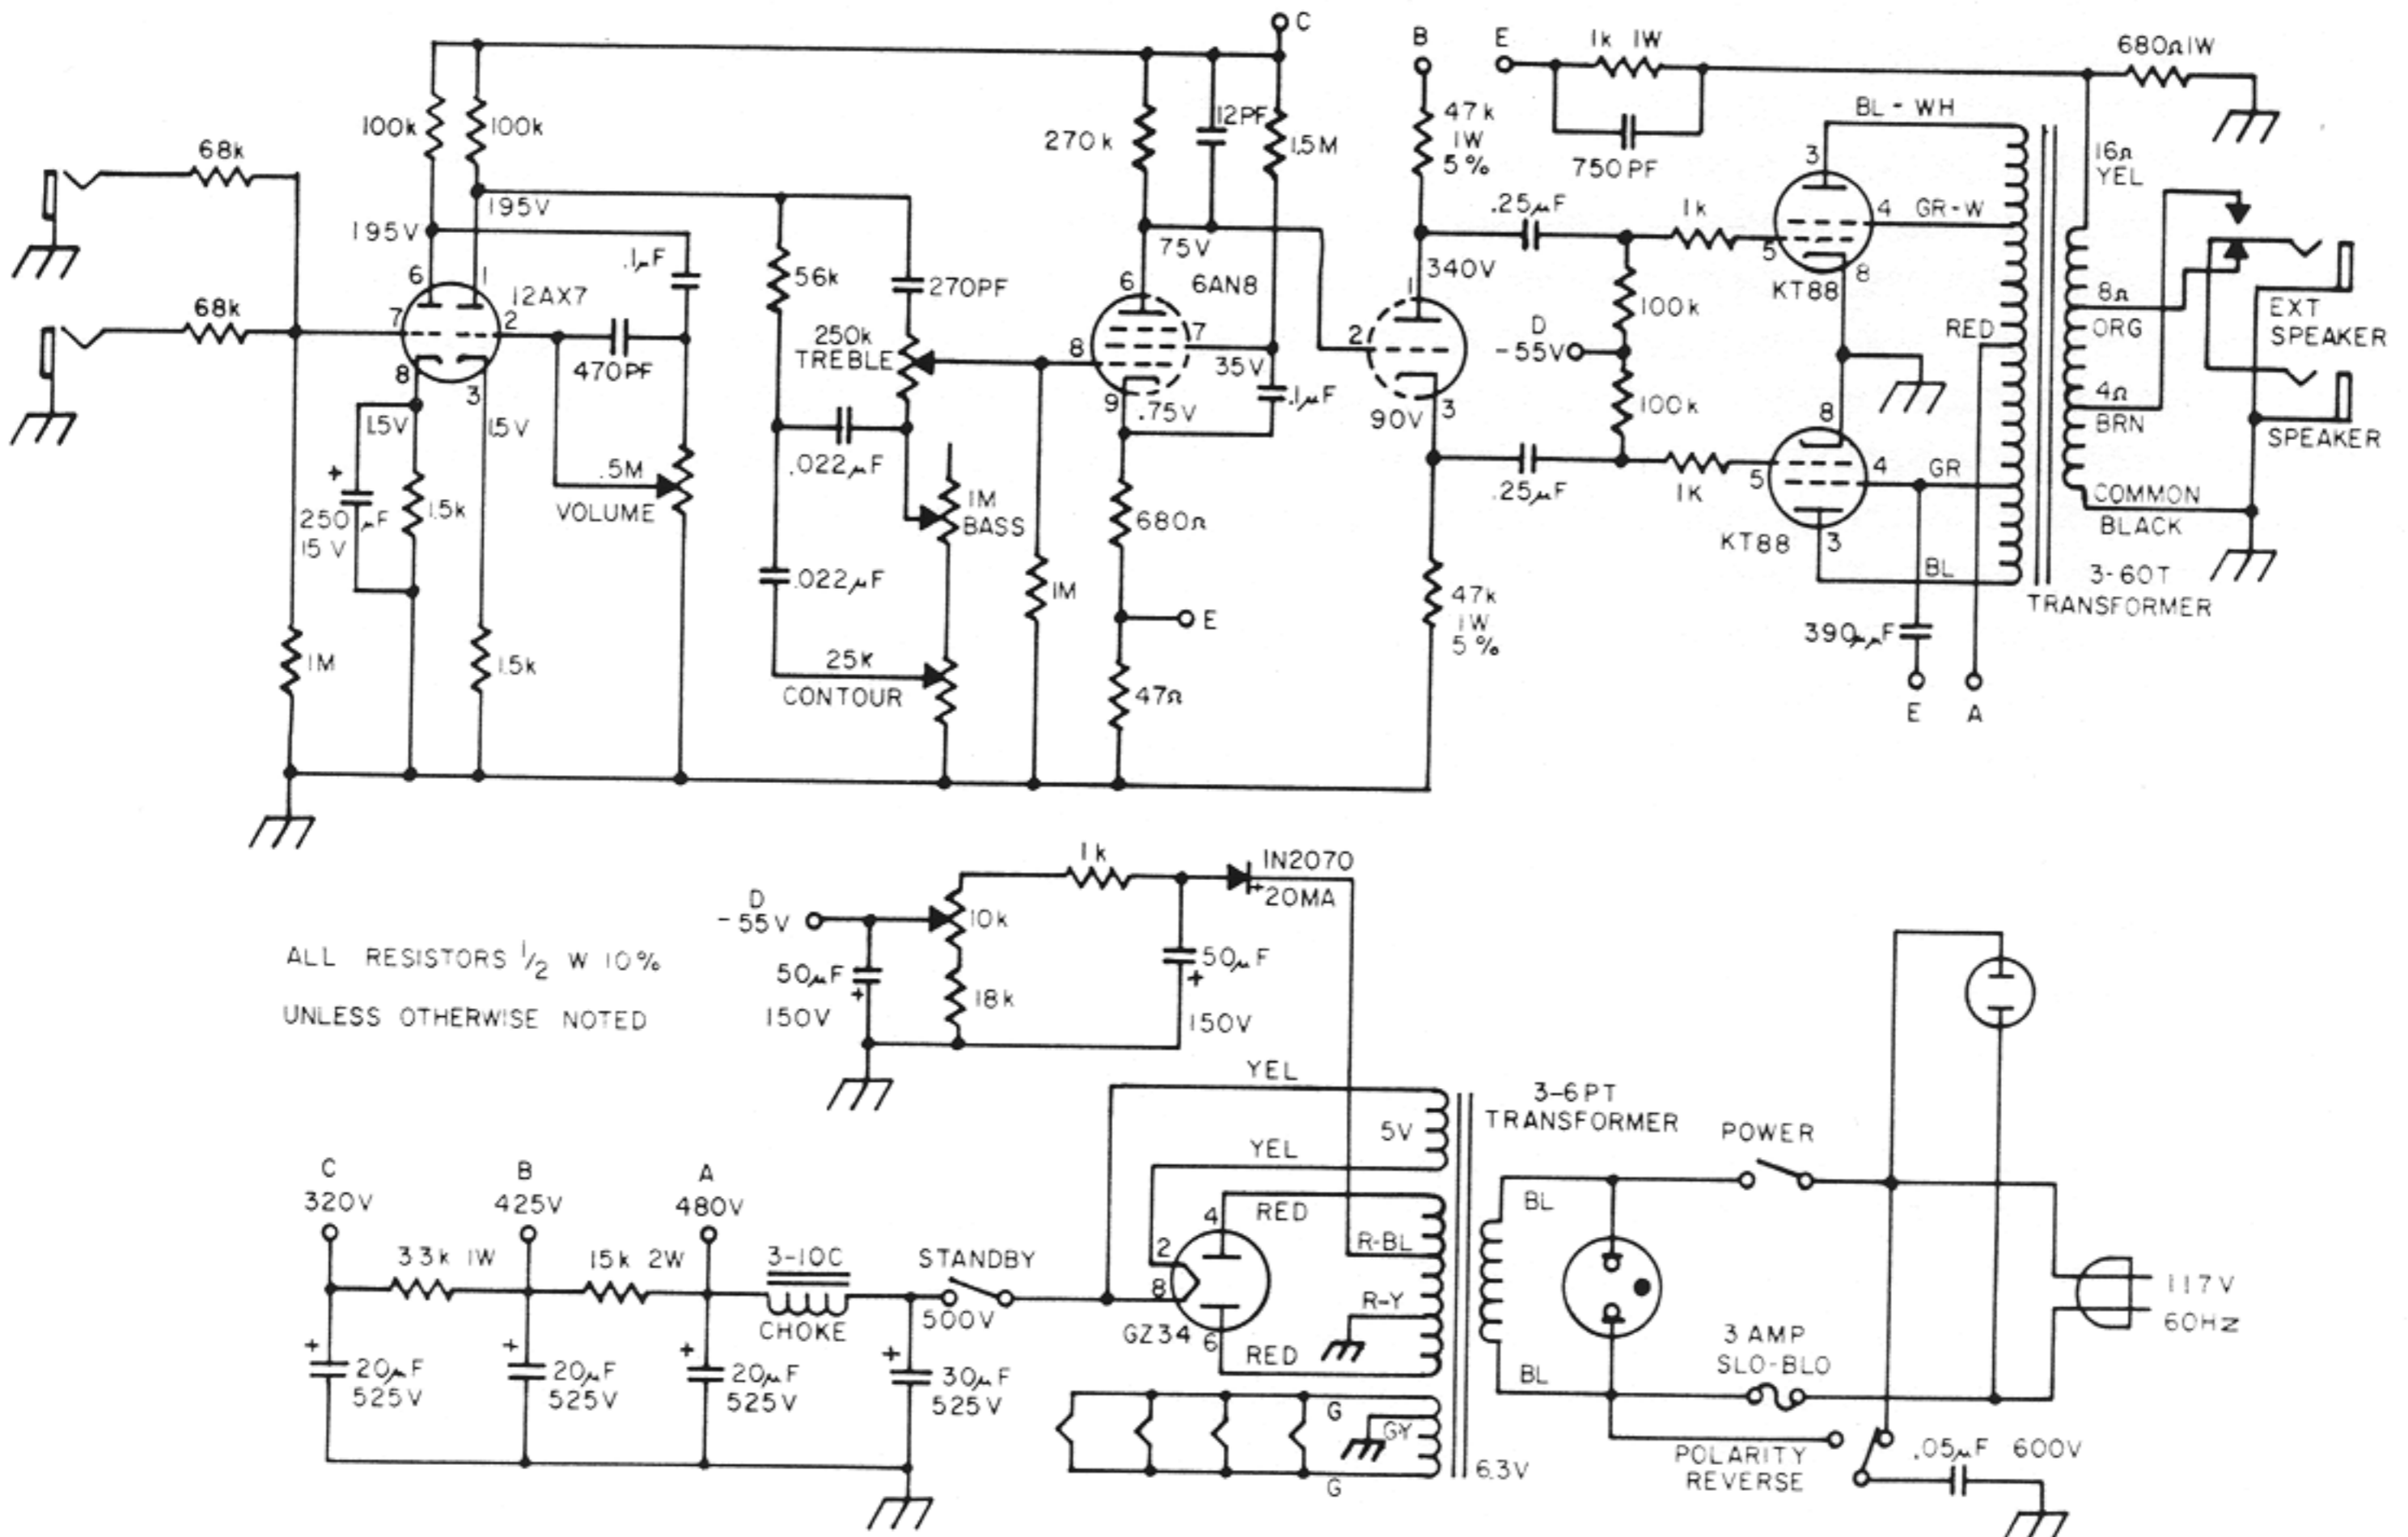 C
B
E
1k 1W
680Ω1W
BL - WH
100k
100k
68k
270k
12PF
1.5M
47k
1W
5%
750PF
16Ω
YEL
195V
195V
.1μF
56k
270PF
75V
6AN8
.25μF
1k
3
4
GR-W
5
8
KT88
340V
6
1
12AX7
68k
7
2
470PF
8
3
1.5V
1.5V
250k
TREBLE
6
7
8
35V
9
.75V
.1μF
1
2
90V
3
D
-55V
100k
100k
RED
8Ω
ORG
EXT
SPEAKER
4Ω
BRN
SPEAKER
+
250μF
15V
1.5k
.5M
VOLUME
.022μF
1M
BASS
680Ω
.25μF
1K
8
5
4
GR
KT88
3
BL
COMMON
BLACK
3-60T
TRANSFORMER
1M
1.5k
.022μF
25K
CONTOUR
1M
E
47Ω
47k
1W
5%
390μμF
E
A
1k
1N2070
+
20MA
D
-55V
10k
50μF
+
150V
18k
50μF
+
150V
ALL RESISTORS 1/2 W 10%
UNLESS OTHERWISE NOTED
YEL
5V
YEL
3-6PT
TRANSFORMER
POWER
C
320V
B
425V
A
480V
33k 1W
15k 2W
3-10C
CHOKE
STANDBY
500V
4
RED
2
8
R-BL
R-Y
GZ34
6
RED
BL
BL
117V
60HZ
3 AMP
SLO-BLO
+
20μF
525V
+
20μF
525V
+
20μF
525V
+
30μF
525V
G
G-Y
G
6.3V
POLARITY
REVERSE
.05μF 600V